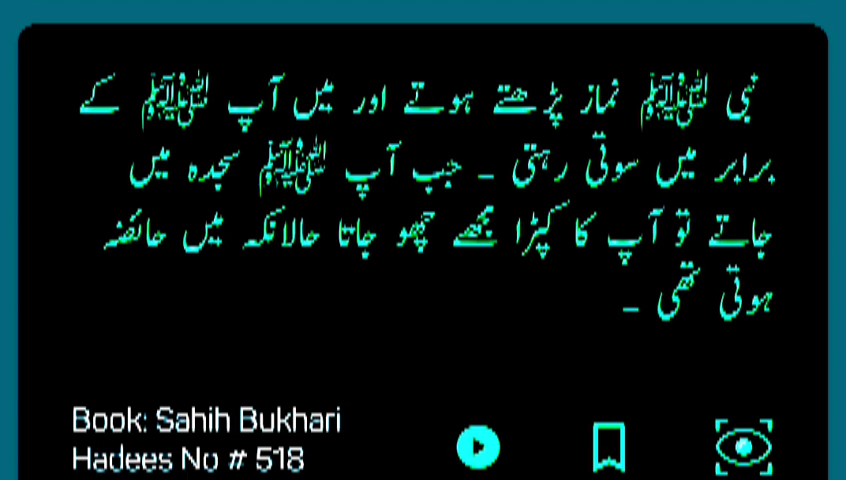 نبی ﷺ نماز پڑھتے ہوتے اور میں آپ ﷺ کے
برابر میں سوتی رہتی ۔ جب آپ ﷺ سجدہ میں
جاتے تو آپ کا کپڑا مجھے چھو جاتا حالانکہ میں حائضہ
ہوتی تھی ۔
Book: Sahih Bukhari
Hadees No # 518